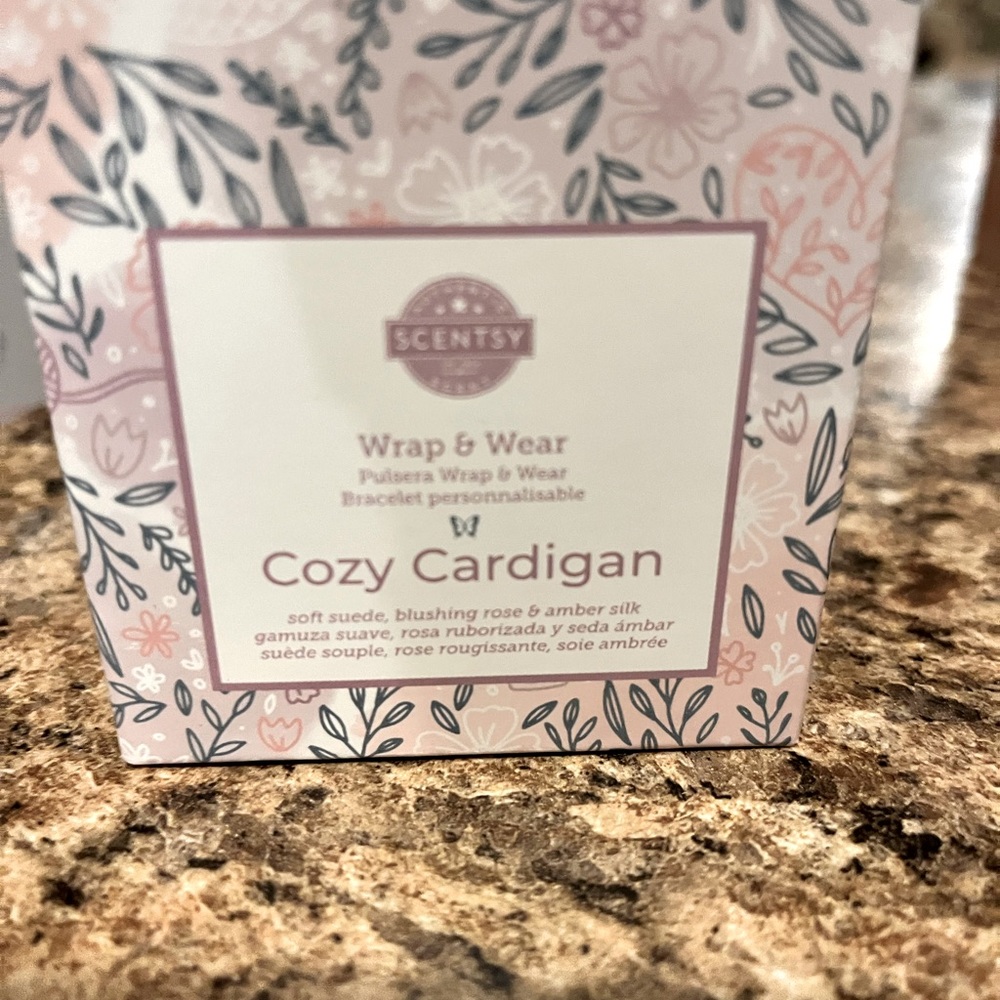 SCENTSY
Wrap & Wear
Pulsera Wrap & Wear
Bracelet personnalisable
Cozy Cardigan
soft suede, blushing rose & amber silk
gamuza suave, rosa ruborizada y seda ámbar
suède souple, rose rougissante, soie ambrée